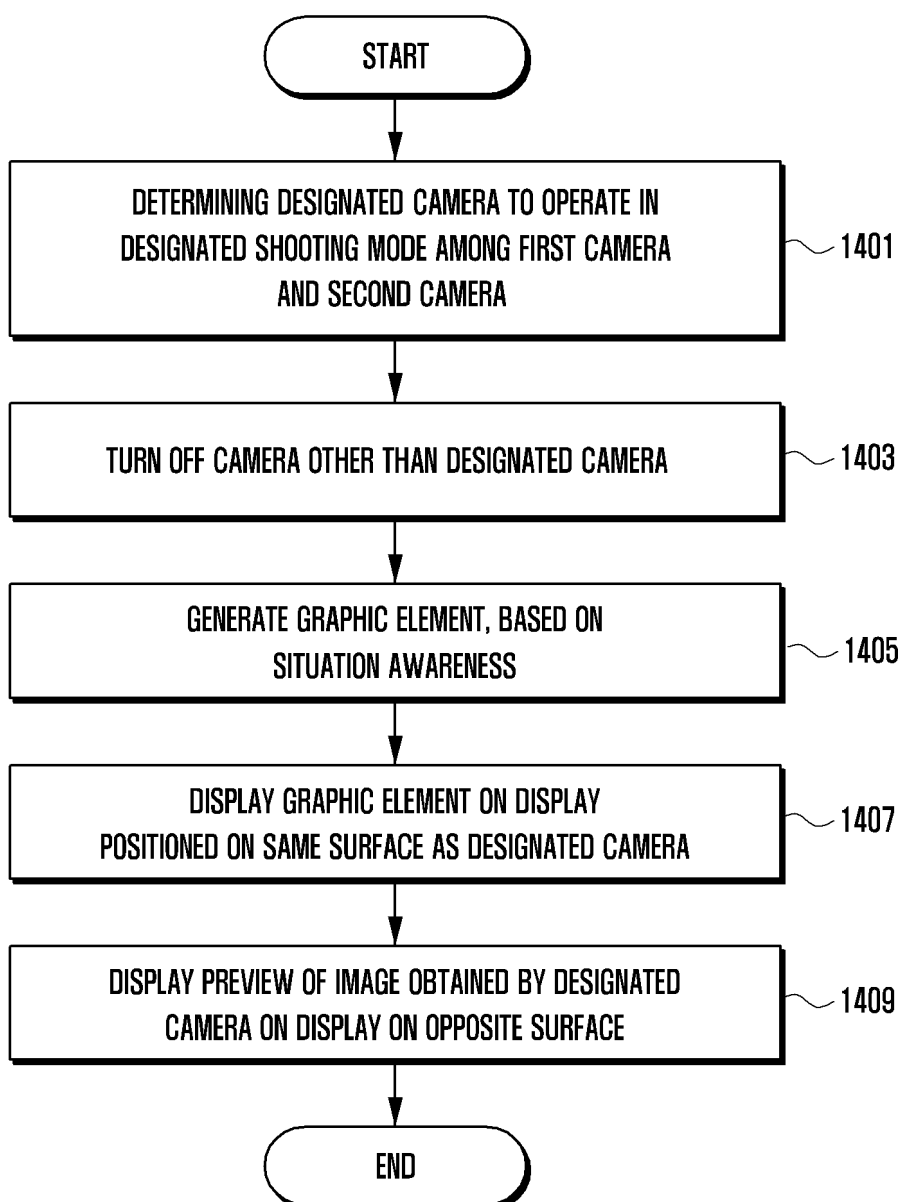 START
DETERMINING DESIGNATED CAMERA TO OPERATE IN
DESIGNATED SHOOTING MODE AMONG FIRST CAMERA
AND SECOND CAMERA
1401
TURN OFF CAMERA OTHER THAN DESIGNATED CAMERA
1403
GENERATE GRAPHIC ELEMENT, BASED ON
SITUATION AWARENESS
1405
DISPLAY GRAPHIC ELEMENT ON DISPLAY
POSITIONED ON SAME SURFACE AS DESIGNATED CAMERA
1407
DISPLAY PREVIEW OF IMAGE OBTAINED BY DESIGNATED
CAMERA ON DISPLAY ON OPPOSITE SURFACE
1409
END